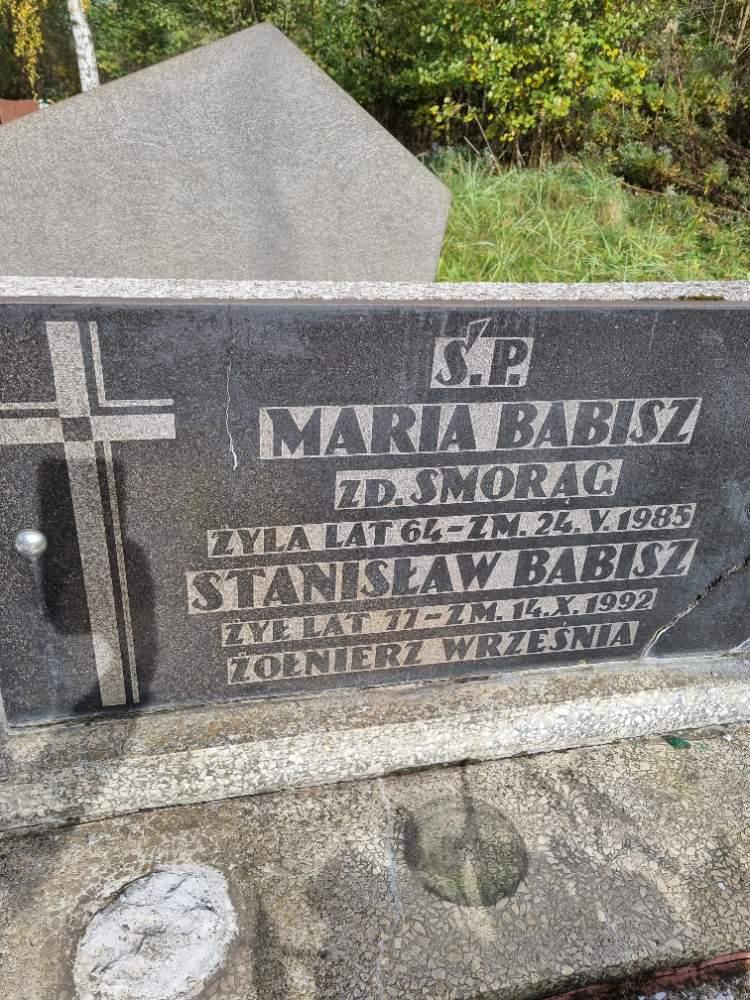 Ś.P.
MARIA BABISZ
ZD. SMORĄG
ŻYŁA LAT 64 – ZM. 24. V. 1985
STANISŁAW BABISZ
ŻYŁ LAT 77 – ZM. 14. X. 1992
ŻOŁNIERZ WRZEŚNIA